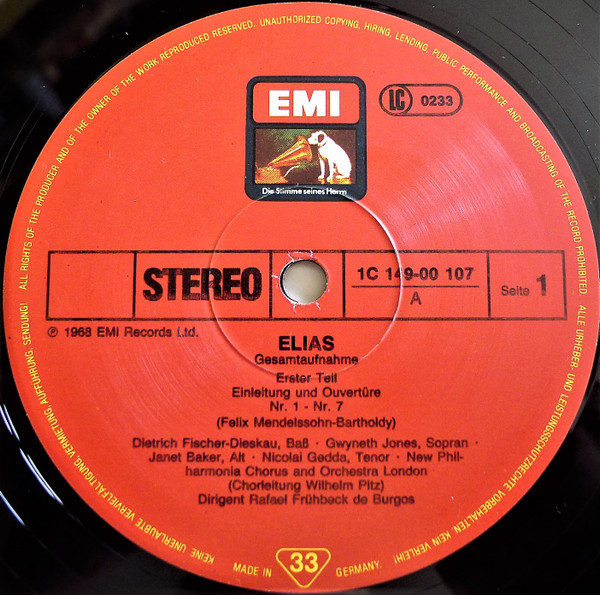 ALL RIGHTS OF THE PRODUCER AND OF THE OWNER OF THE WORK REPRODUCED RESERVED. UNAUTHORIZED COPYING, HIRING, LENDING, PUBLIC PERFORMANCE AND BROADCASTING OF THE RECORD PROHIBITED. ALLE URHEBER- UND LEISTUNGSSCHUTZRECHTE VORBEHALTEN. KEIN VERLEIH! KEINE UNERLAUBTE VERVIELFÄLTIGUNG, VERMIETUNG, AUFFÜHRUNG, SENDUNG!
EMI
LC 0233
Die Stimme seines Herrn
STEREO
1C 149-00 107
A
Seite 1
℗ 1968 EMI Records Ltd.
ELIAS
Gesamtaufnahme
Erster Teil
Einleitung und Ouvertüre
Nr. 1 - Nr. 7
(Felix Mendelssohn-Bartholdy)
Dietrich Fischer-Dieskau, Baß · Gwyneth Jones, Sopran ·
Janet Baker, Alt · Nicolai Gedda, Tenor · New Phil-
harmonia Chorus and Orchestra London
(Chorleitung Wilhelm Pitz)
Dirigent Rafael Frühbeck de Burgos
MADE IN 33 GERMANY.